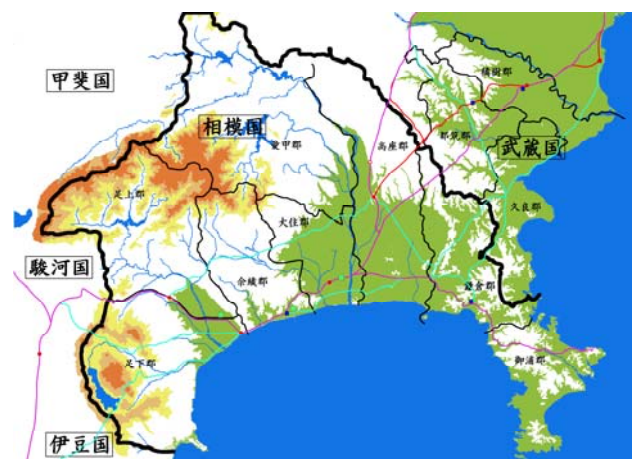 甲斐国
橘樹郡
相模国
愛甲郡
高座郡
都筑郡
武蔵国
足上郡
大住郡
久良郡
駿河国
余綾郡
鎌倉郡
足下郡
御浦郡
伊豆国